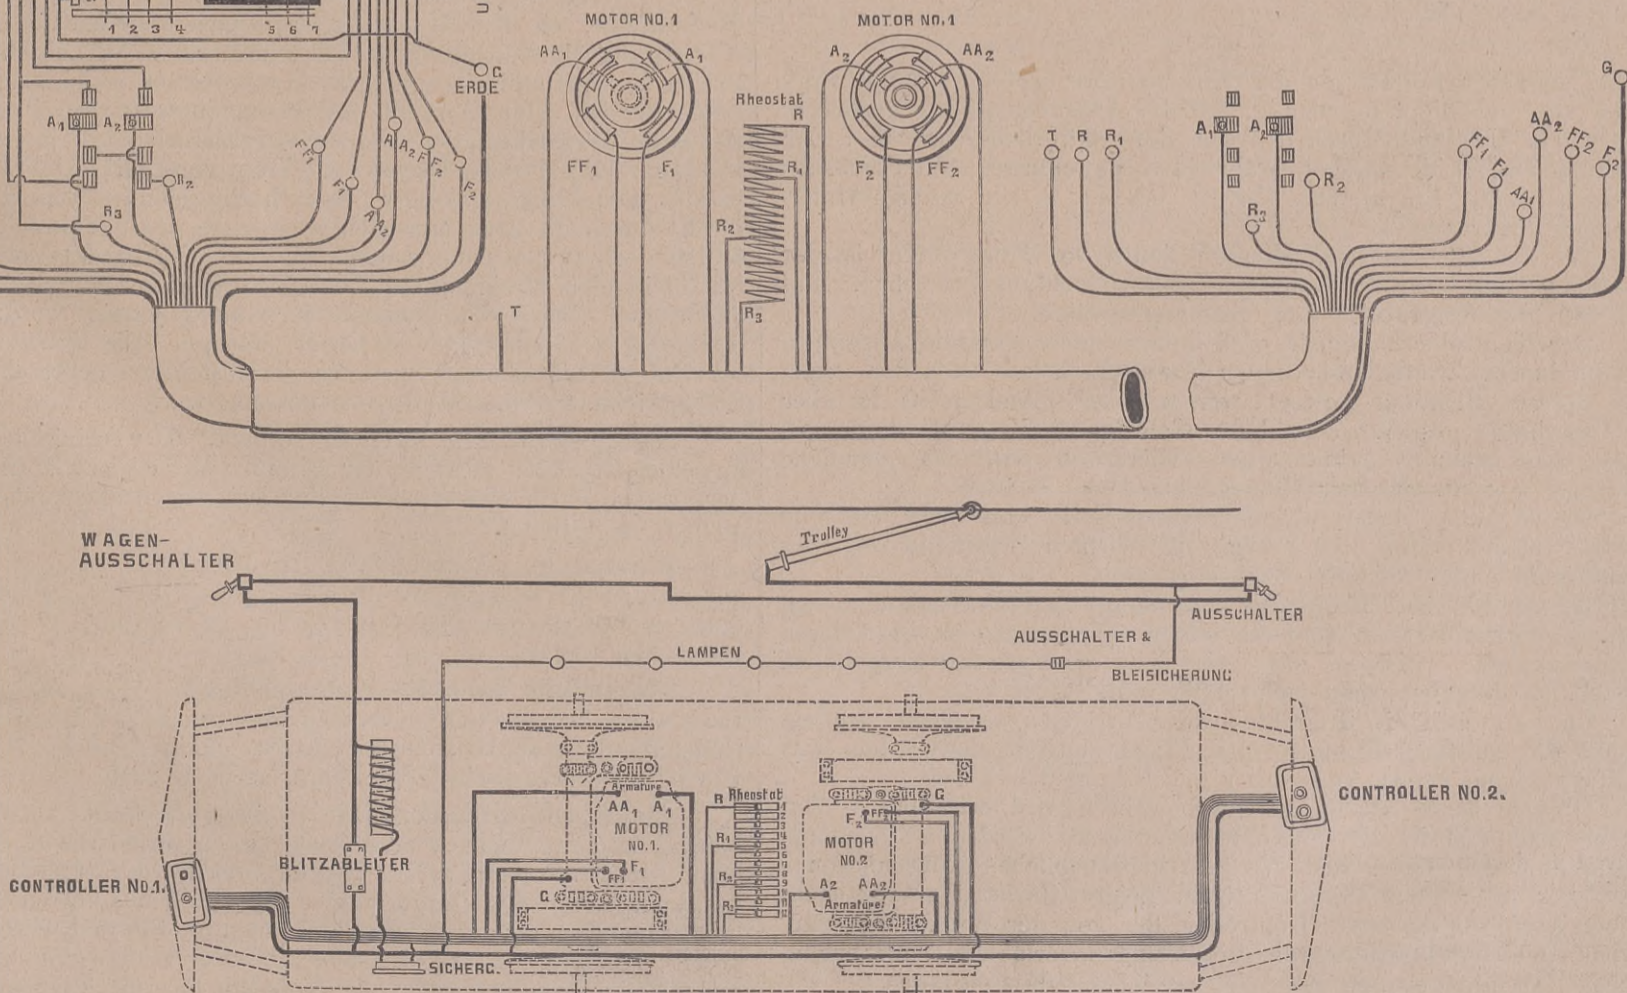 1 2 3 4 5 6 7
A1 A2
R2
R3
FF1
F1
F2
G
ERDE
MOTOR NO.1
AA1 A1
FF1 F1
Rheostat
R
R1
R2
R3
MOTOR NO.1
A2 AA2
F2 FF2
T
T R R1
A1 A2
R2
R3
FF1 F1 AA1 AA2 FF2 F2
G
WAGEN-
AUSSCHALTER
Trolley
AUSSCHALTER
LAMPEN
AUSSCHALTER &
BLEISICHERUNG
BLITZABLEITER
CONTROLLER NO.1.
CONTROLLER NO.2.
Armature
AA1 A1
MOTOR
NO.1.
F1
FF1
G
R Rheostat
R1
R2
R3
G
F2 FF2
MOTOR
NO.2
A2 AA2
Armature
SICHERG.